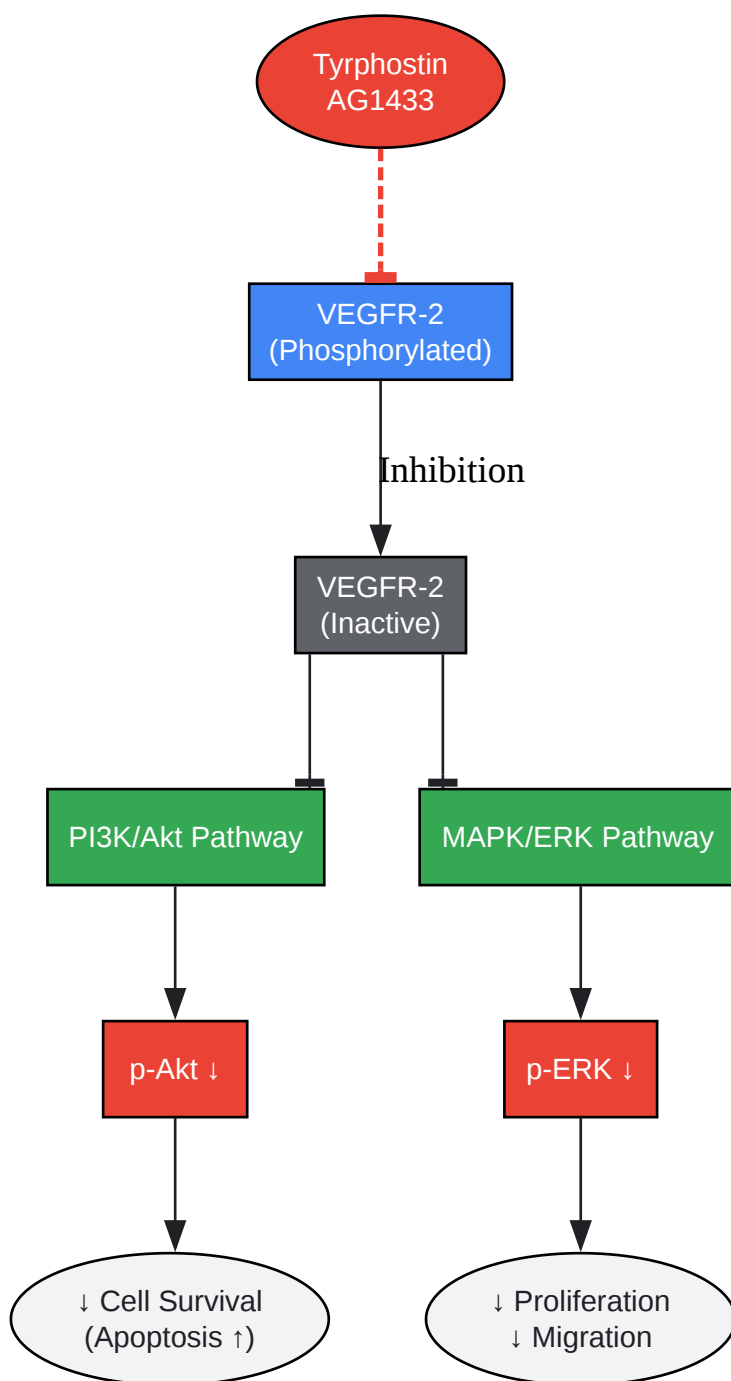 Tyrphostin
AG1433
VEGFR-2
(Phosphorylated)
Inhibition
VEGFR-2
(Inactive)
PI3K/Akt Pathway
MAPK/ERK Pathway
p-Akt ↓
p-ERK ↓
↓ Cell Survival
(Apoptosis ↑)
↓ Proliferation
↓ Migration